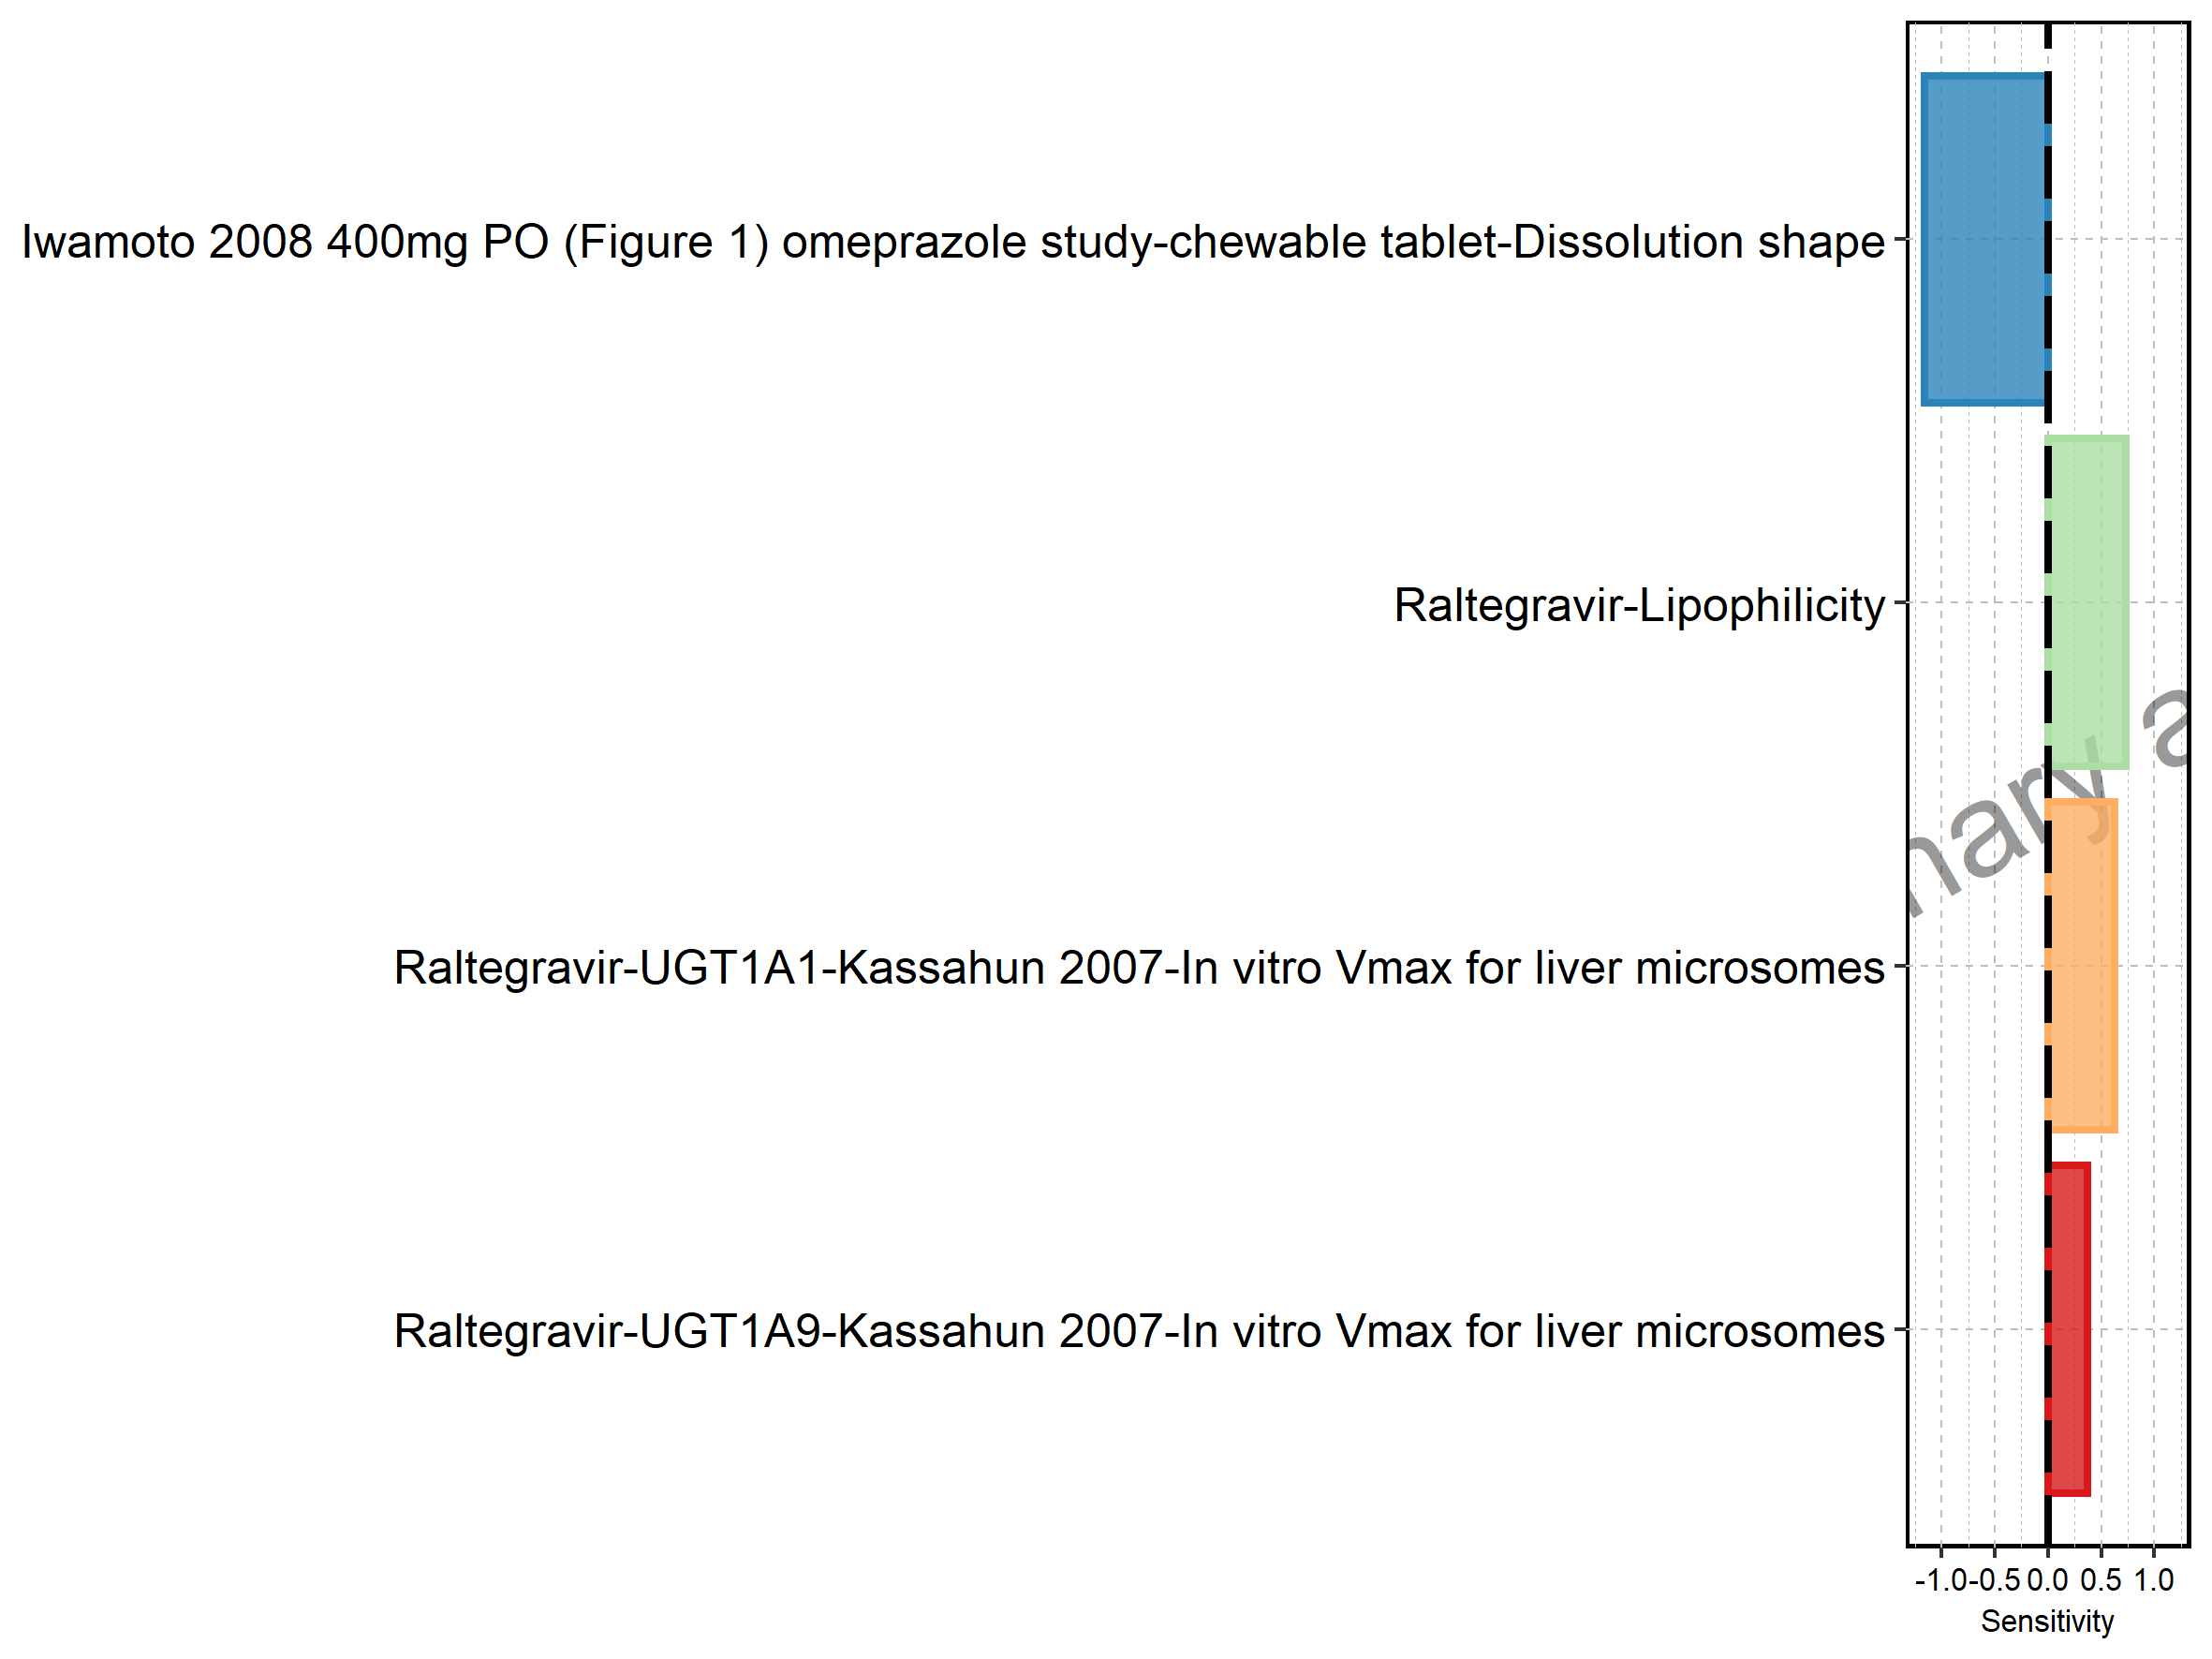 Iwamoto 2008 400mg PO (Figure 1) omeprazole study-chewable tablet-Dissolution shape
Raltegravir-Lipophilicity
Raltegravir-UGT1A1-Kassahun 2007-In vitro Vmax for liver microsomes
Raltegravir-UGT1A9-Kassahun 2007-In vitro Vmax for liver microsomes
-1.0 -0.5 0.0 0.5 1.0
Sensitivity